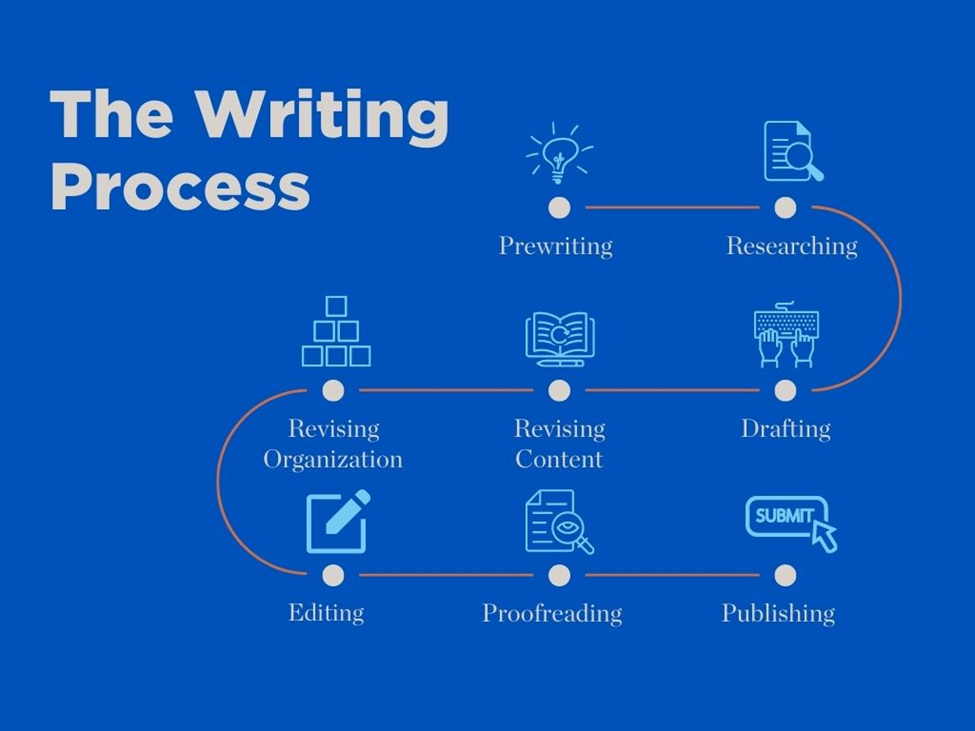 The Writing
Process
Prewriting
Researching
Drafting
Revising
Content
Revising
Organization
Editing
Proofreading
SUBMIT
Publishing